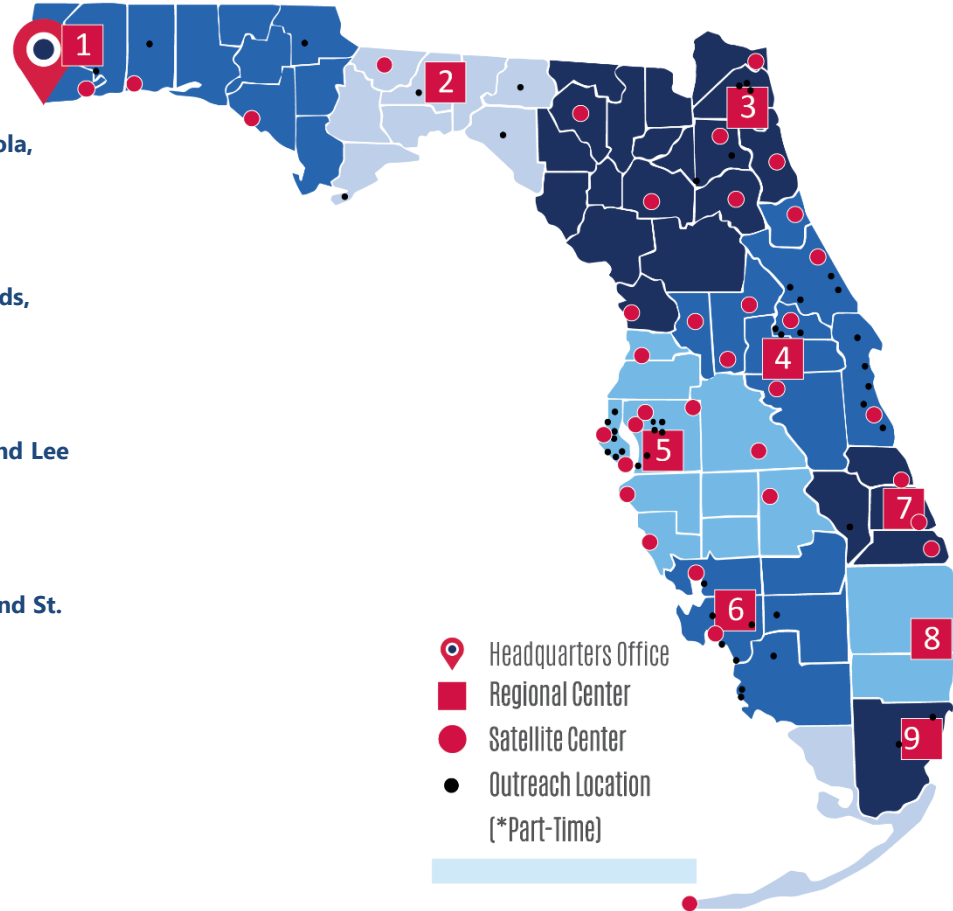 1
2
3
ola,
ds,
4
nd Lee
5
7
nd St.
6
8
Headquarters Office
Regional Center
Satellite Center
9
Outreach Location
(*Part-Time)